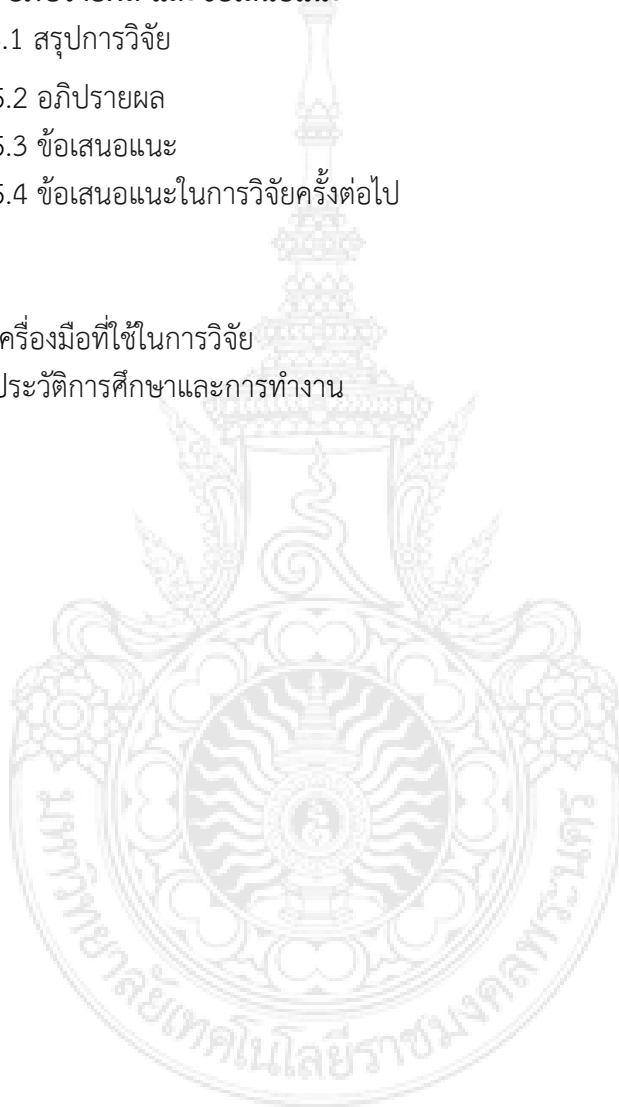 .1 สรุปการวิจัย
5.2 อภิปรายผล
5.3 ข้อเสนอแนะ
5.4 ข้อเสนอแนะในการวิจัยครั้งต่อไป
ครื่องมือที่ใช้ในการวิจัย
ประวัติการศึกษาและการทำงาน
มหาวิทยาลัยเทคโนโลยีราชมงคลพระนคร